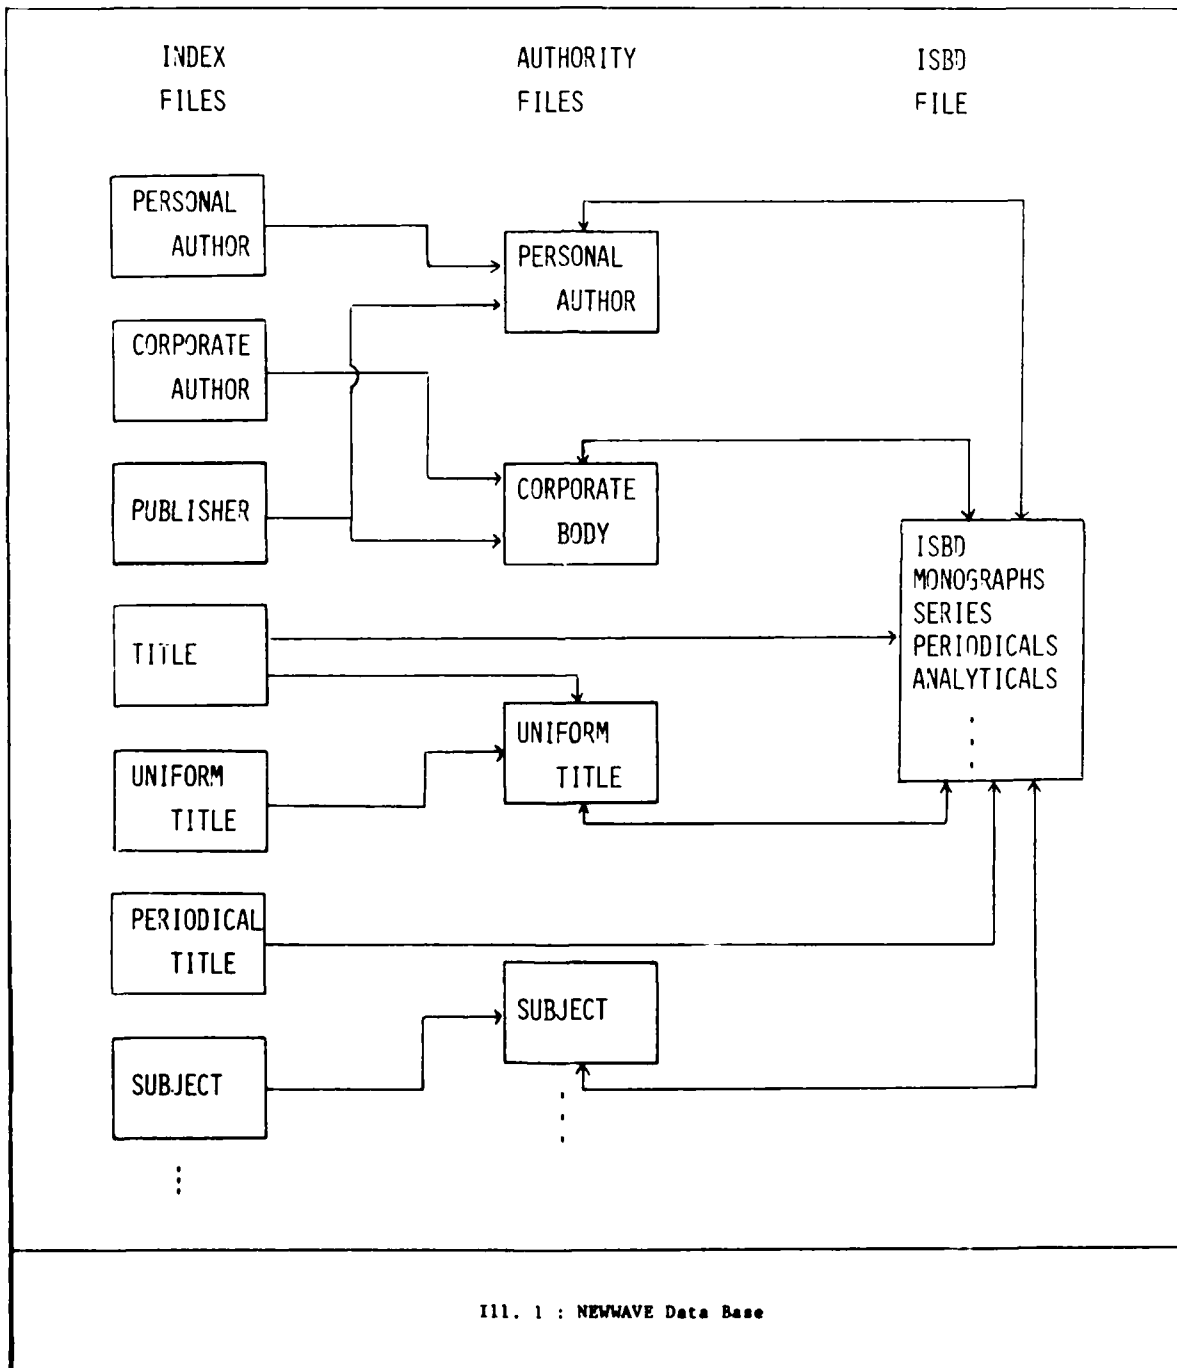 INDEX
FILES
AUTHORITY
FILES
ISBD
FILE
PERSONAL
AUTHOR
CORPORATE
AUTHOR
PUBLISHER
TITLE
UNIFORM
TITLE
PERIODICAL
TITLE
SUBJECT
PERSONAL
AUTHOR
CORPORATE
BODY
UNIFORM
TITLE
SUBJECT
ISBD
MONOGRAPHS
SERIES
PERIODICALS
ANALYTICALS
Ill. 1 : NEWWAVE Data Base